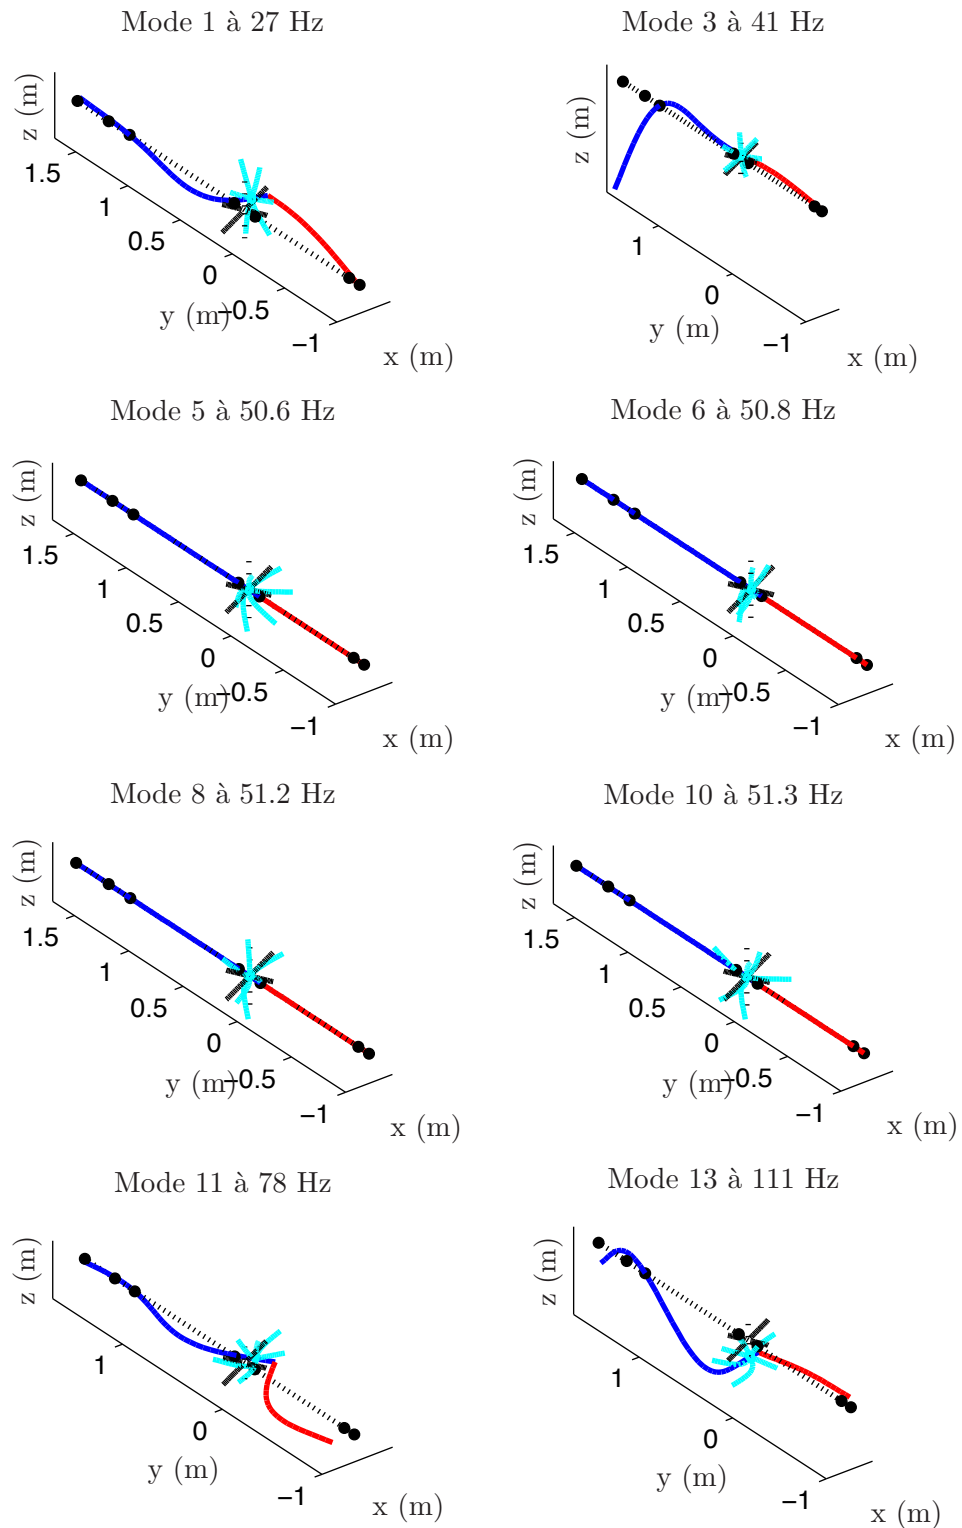 Mode 1 à 27 Hz
z (m)
1.5
1
0.5
0
−0.5
−1
y (m)
x (m)
Mode 3 à 41 Hz
z (m)
1
0
−1
y (m)
x (m)
Mode 5 à 50.6 Hz
z (m)
1.5
1
0.5
0
−0.5
−1
y (m)
x (m)
Mode 6 à 50.8 Hz
z (m)
1.5
1
0.5
0
−0.5
−1
y (m)
x (m)
Mode 8 à 51.2 Hz
z (m)
1.5
1
0.5
0
−0.5
−1
y (m)
x (m)
Mode 10 à 51.3 Hz
z (m)
1.5
1
0.5
0
−0.5
−1
y (m)
x (m)
Mode 11 à 78 Hz
z (m)
1
0
−1
y (m)
x (m)
Mode 13 à 111 Hz
z (m)
1
0
−1
y (m)
x (m)